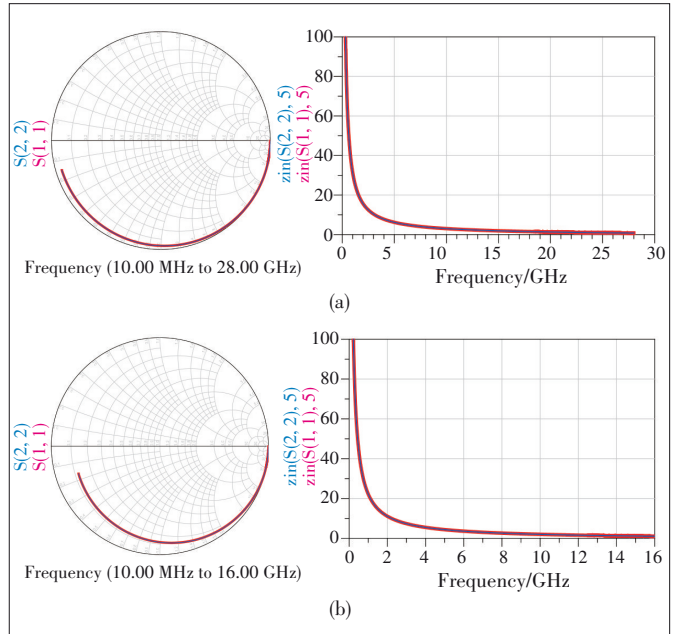 S(2, 2)
S(1, 1)
Frequency (10.00 MHz to 28.00 GHz)
zin(S(2, 2), 5)
zin(S(1, 1), 5)
100
80
60
40
20
0
0 5 10 15 20 25 30
Frequency/GHz
(a)
S(2, 2)
S(1, 1)
Frequency (10.00 MHz to 16.00 GHz)
zin(S(2, 2), 5)
zin(S(1, 1), 5)
100
80
60
40
20
0
0 2 4 6 8 10 12 14 16
Frequency/GHz
(b)